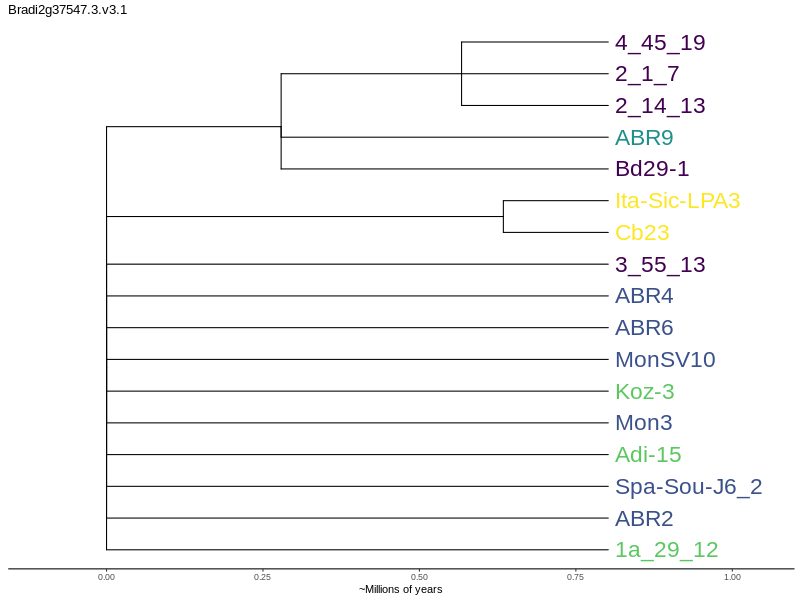 Bradi2g37547.3.v3.1
4_45_19
2_1_7
2_14_13
ABR9
Bd29-1
Ita-Sic-LPA3
Cb23
3_55_13
ABR4
ABR6
MonSV10
Koz-3
Mon3
Adi-15
Spa-Sou-J6_2
ABR2
1a_29_12
0.00 0.25 0.50 0.75 1.00
~Millions of years